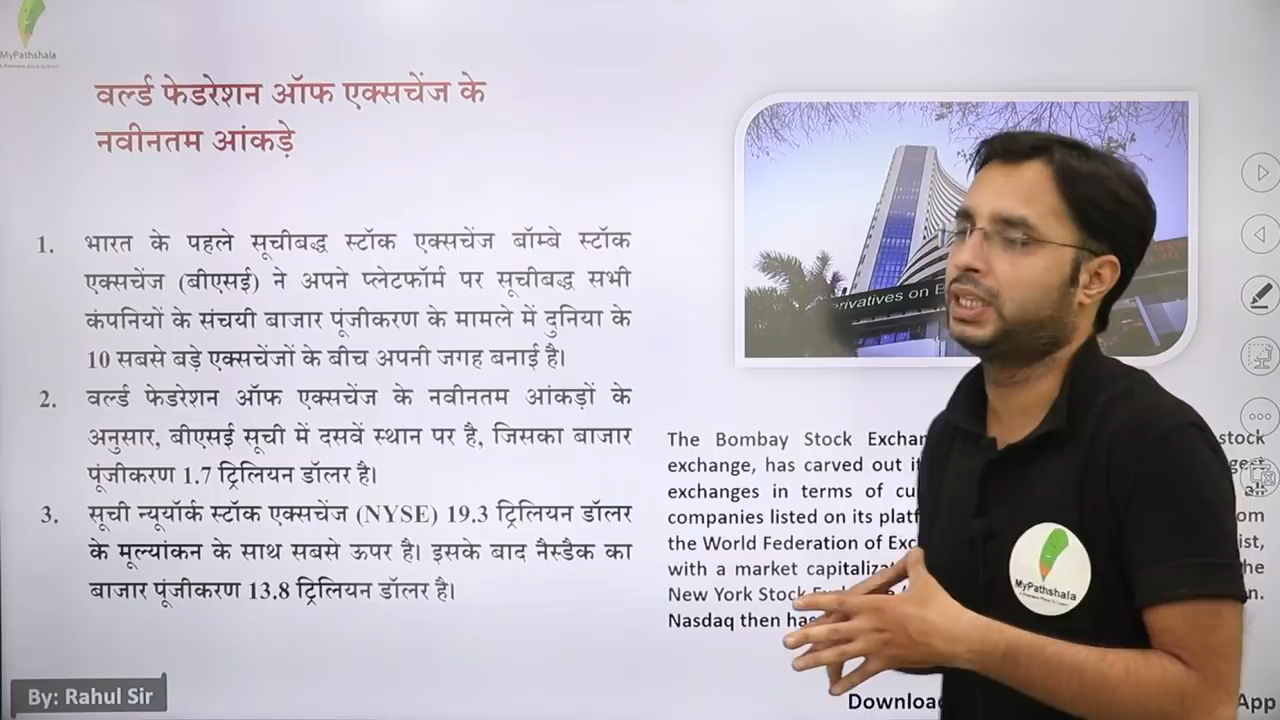 MyPathshala
वर्ल्ड फेडरेशन ऑफ एक्सचेंज के
नवीनतम आंकड़े
1. भारत के पहले सूचीबद्ध स्टॉक एक्सचेंज बॉम्बे स्टॉक
एक्सचेंज (बीएसई) ने अपने प्लेटफॉर्म पर सूचीबद्ध सभी
कंपनियों के संचयी बाजार पूंजीकरण के मामले में दुनिया के
10 सबसे बड़े एक्सचेंजों के बीच अपनी जगह बनाई है।
2. वर्ल्ड फेडरेशन ऑफ एक्सचेंज के नवीनतम आंकड़ों के
अनुसार, बीएसई सूची में दसवें स्थान पर है, जिसका बाजार
पूंजीकरण 1.7 ट्रिलियन डॉलर है।
3. सूची न्यूयॉर्क स्टॉक एक्सचेंज (NYSE) 19.3 ट्रिलियन डॉलर
के मूल्यांकन के साथ सबसे ऊपर है। इसके बाद नैस्डैक का
बाजार पूंजीकरण 13.8 ट्रिलियन डॉलर है।
erivatives on
The Bombay Stock Exchan stock
exchange, has carved out
exchanges in terms of cu all
companies listed on its platf om
the World Federation of Exc ist,
with a market capitaliza he
New York Stock n.
Nasdaq then has
MyPathshala
By: Rahul Sir
Downloa App